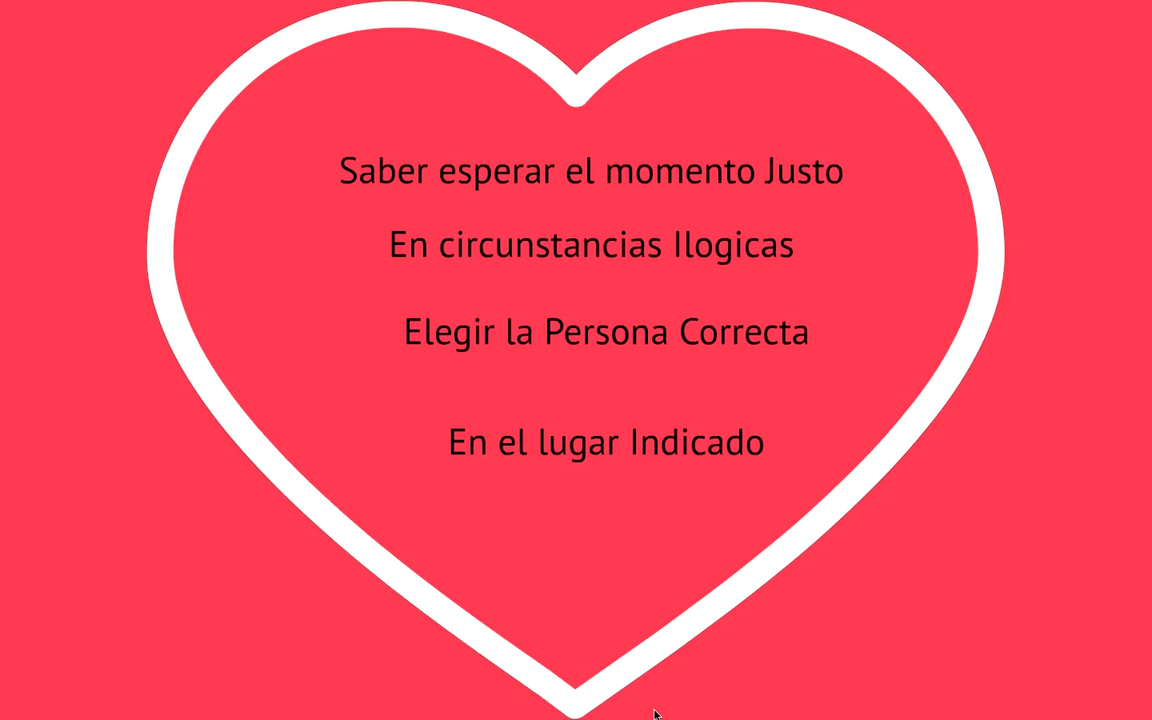 Saber esperar el momento Justo
En circunstancias Ilogicas
Elegir la Persona Correcta
En el lugar Indicado